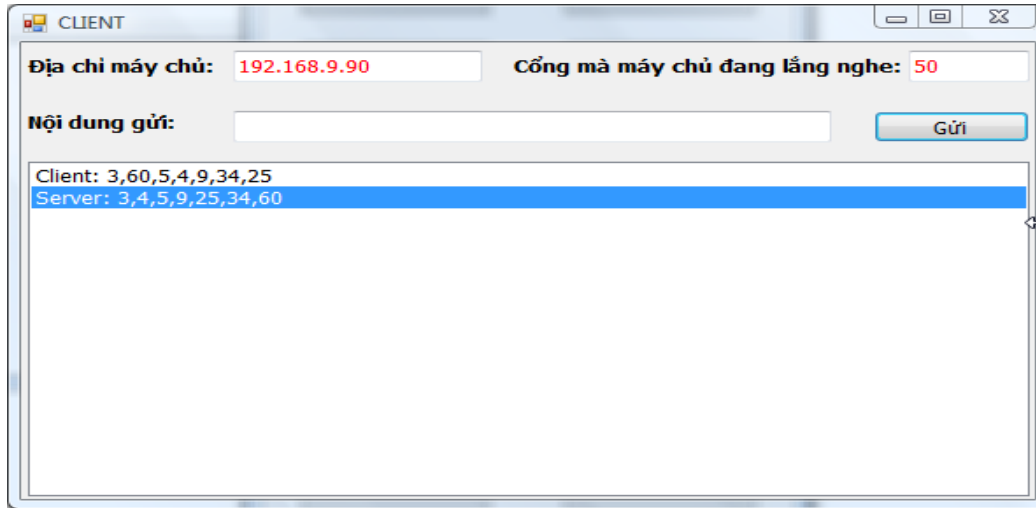 CLIENT
Địa chỉ máy chủ: 192.168.9.90 Cổng mà máy chủ đang lắng nghe: 50
Nội dung gửi: Gửi
Client: 3,60,5,4,9,34,25
Server: 3,4,5,9,25,34,60